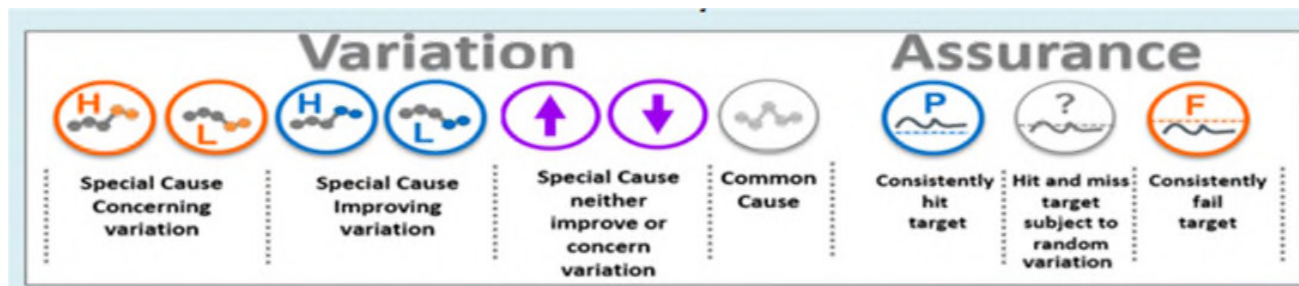 Variation
Assurance
H
L
H
L
P
?
F
Special Cause
Concerning
variation
Special Cause
Improving
variation
Special Cause
neither
improve or
concern
variation
Common
Cause
Consistently
hit
target
Hit and miss
target
subject to
random
variation
Consistently
fail
target